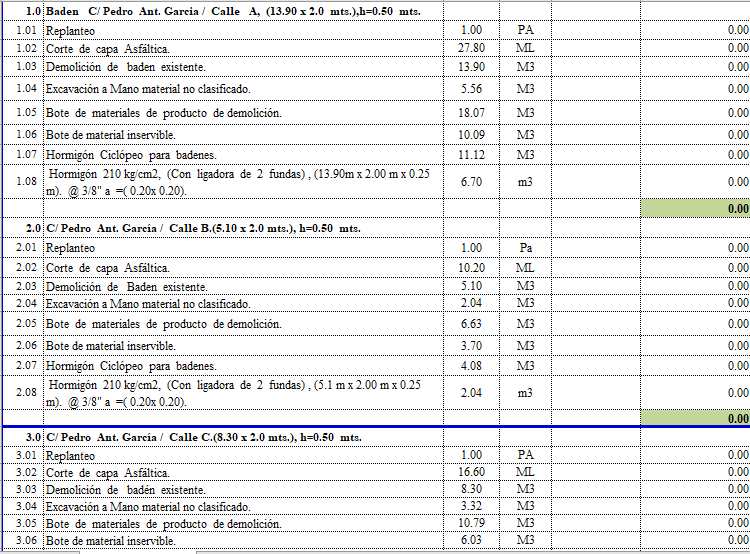 1.0 Baden C/ Pedro Ant. Garcia / Calle A, (13.90 x 2.0 mts.),h=0.50 mts.
1.01 Replanteo 1.00 PA 0.00
1.02 Corte de capa Asfáltica. 27.80 ML 0.00
1.03 Demolición de baden existente. 13.90 M3 0.00
1.04 Excavación a Mano material no clasificado. 5.56 M3 0.00
1.05 Bote de materiales de producto de demolición. 18.07 M3 0.00
1.06 Bote de material inservible. 10.09 M3 0.00
1.07 Hormigón Ciclópeo para badenes. 11.12 M3 0.00
1.08 Hormigón 210 kg/cm2, (Con ligadora de 2 fundas) , (13.90m x 2.00 m x 0.25
m). @ 3/8" a =( 0.20x 0.20). 6.70 m3 0.00
0.00
2.0 C/ Pedro Ant. García / Calle B.(5.10 x 2.0 mts.), h=0.50 mts.
2.01 Replanteo 1.00 Pa 0.00
2.02 Corte de capa Asfáltica. 10.20 ML 0.00
2.03 Demolición de Baden existente. 5.10 M3 0.00
2.04 Excavación a Mano material no clasificado. 2.04 M3 0.00
2.05 Bote de materiales de producto de demolición. 6.63 M3 0.00
2.06 Bote de material inservible. 3.70 M3 0.00
2.07 Hormigón Ciclópeo para badenes. 4.08 M3 0.00
2.08 Hormigón 210 kg/cm2, (Con ligadora de 2 fundas) , (5.1 m x 2.00 m x 0.25
m). @ 3/8" a =( 0.20x 0.20). 2.04 m3 0.00
0.00
3.0 C/ Pedro Ant. García / Calle C.(8.30 x 2.0 mts.), h=0.50 mts.
3.01 Replanteo 1.00 PA 0.00
3.02 Corte de capa Asfáltica. 16.60 ML 0.00
3.03 Demolición de badén existente. 8.30 M3 0.00
3.04 Excavación a Mano material no clasificado. 3.32 M3 0.00
3.05 Bote de materiales de producto de demolición. 10.79 M3 0.00
3.06 Bote de material inservible. 6.03 M3 0.00